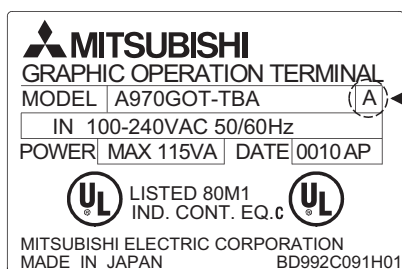 MITSUBISHI
GRAPHIC OPERATION TERMINAL
MODEL A970GOT-TBA A
IN 100-240VAC 50/60Hz
POWER MAX 115VA DATE 0010 AP
UL ® LISTED 80M1 IND. CONT. EQ. c UL ®
MITSUBISHI ELECTRIC CORPORATION
MADE IN JAPAN BD992C091H01